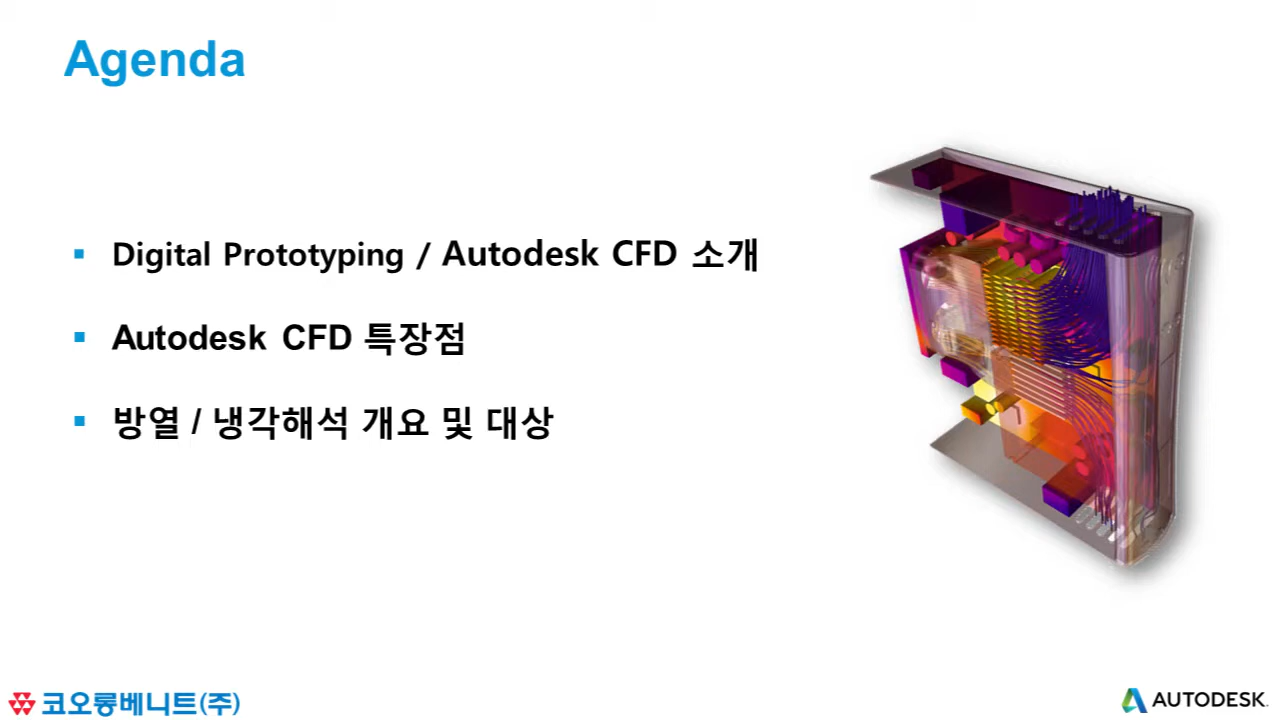 Agenda
Digital Prototyping / Autodesk CFD 소개
Autodesk CFD 특장점
방열 / 냉각해석 개요 및 대상
코오롱베니트(주)
AUTODESK.